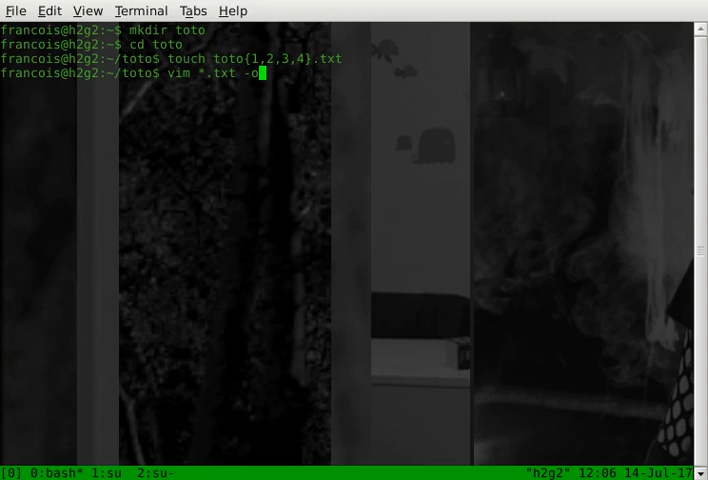 File Edit View Terminal Tabs Help
francois@h2g2:~$ mkdir toto
francois@h2g2:~$ cd toto
francois@h2g2:~/toto$ touch toto{1,2,3,4}.txt
francois@h2g2:~/toto$ vim *.txt -o
[0] 0:bash* 1:su  2:su- "h2g2" 12:06 14-Jul-17